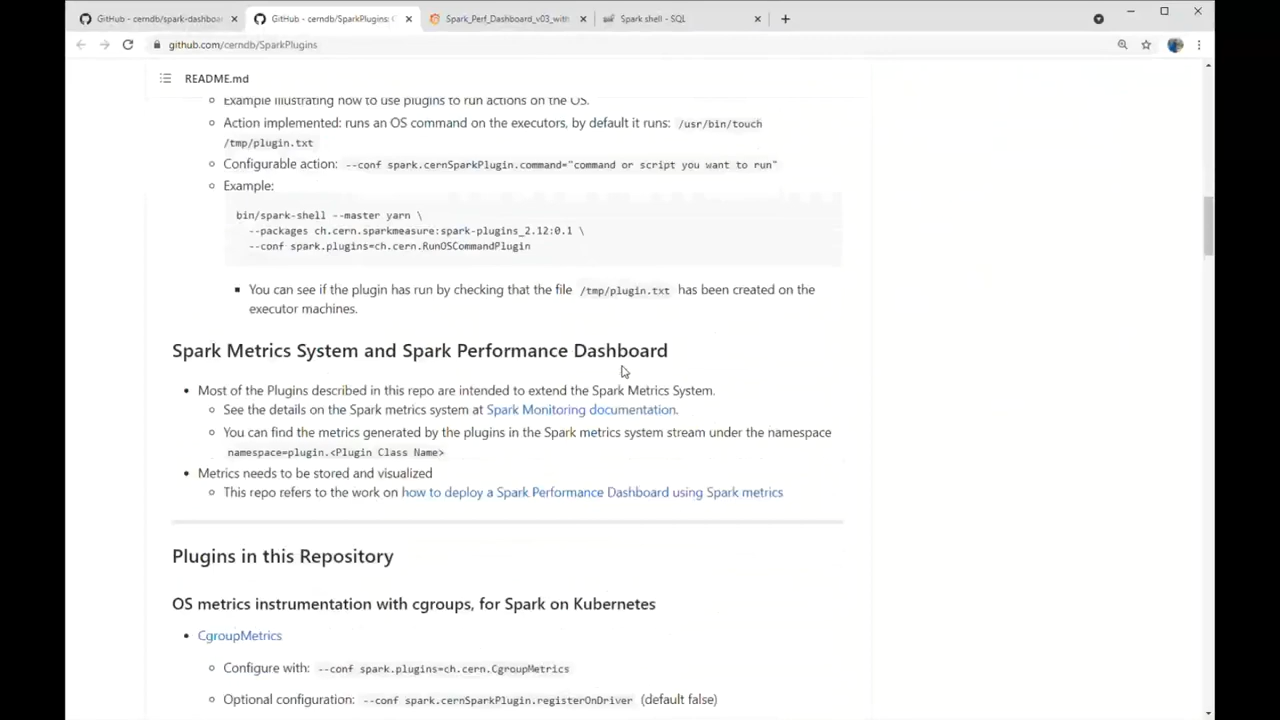 GitHub - cerndb/spark-dashboa
GitHub - cerndb/SparkPlugins: C
Spark_Perf_Dashboard_v03_with
Spark shell - SQL
github.com/cerndb/SparkPlugins
README.md
Example illustrating how to use plugins to run actions on the OS.
Action implemented: runs an OS command on the executors, by default it runs: /usr/bin/touch
/tmp/plugin.txt
Configurable action: --conf spark.cernSparkPlugin.command="command or script you want to run"
Example:
bin/spark-shell --master yarn \
--packages ch.cern.sparkmeasure:spark-plugins_2.12:0.1 \
--conf spark.plugins=ch.cern.RunOSCommandPlugin
You can see if the plugin has run by checking that the file /tmp/plugin.txt has been created on the
executor machines.
Spark Metrics System and Spark Performance Dashboard
Most of the Plugins described in this repo are intended to extend the Spark Metrics System.
See the details on the Spark metrics system at Spark Monitoring documentation.
You can find the metrics generated by the plugins in the Spark metrics system stream under the namespace
namespace=plugin.<Plugin Class Name>
Metrics needs to be stored and visualized
This repo refers to the work on how to deploy a Spark Performance Dashboard using Spark metrics
Plugins in this Repository
OS metrics instrumentation with cgroups, for Spark on Kubernetes
CgroupMetrics
Configure with: --conf spark.plugins=ch.cern.CgroupMetrics
Optional configuration: --conf spark.cernSparkPlugin.registerOnDriver (default false)